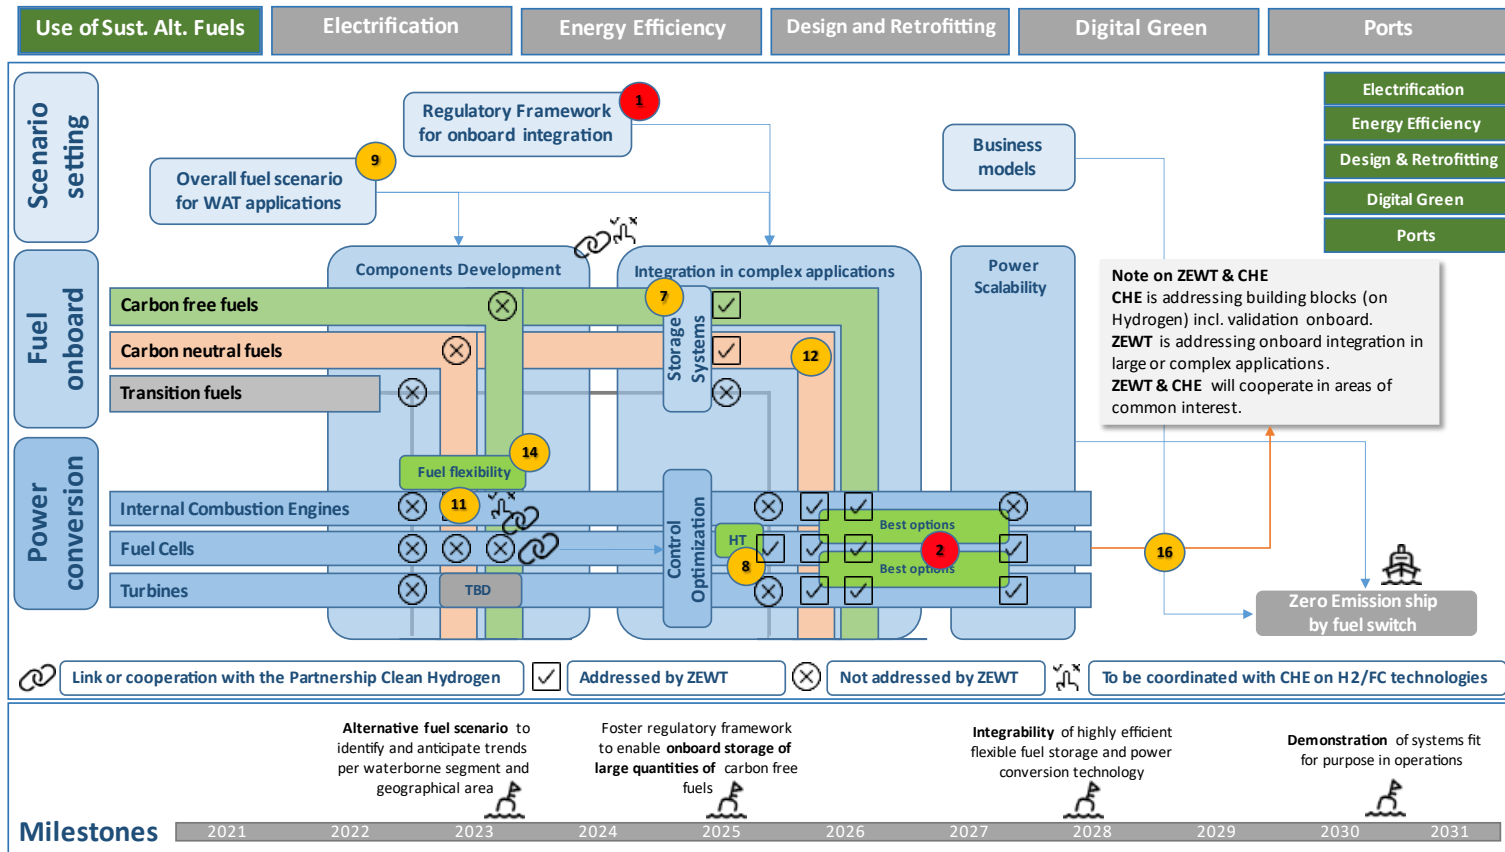 Use of Sust. Alt. Fuels
Electrification
Energy Efficiency
Design and Retrofitting
Digital Green
Ports
Scenario
setting
Regulatory Framework
for onboard integration
1
Overall fuel scenario
for WAT applications
9
Business
models
Electrification
Energy Efficiency
Design & Retrofitting
Digital Green
Ports
Fuel
onboard
Components Development
Integration in complex applications
Power
Scalability
Carbon free fuels
Carbon neutral fuels
Transition fuels
7
Storage
Systems
12
Note on ZEWT & CHE
CHE is addressing building blocks (on
Hydrogen) incl. validation onboard.
ZEWT is addressing onboard integration in
large or complex applications.
ZEWT & CHE will cooperate in areas of
common interest.
Power
conversion
Fuel flexibility
14
Internal Combustion Engines
11
Fuel Cells
Turbines
TBD
Control
Optimization
HT
8
Best options
2
Best options
16
Zero Emission ship
by fuel switch
Link or cooperation with the Partnership Clean Hydrogen
Addressed by ZEWT
Not addressed by ZEWT
To be coordinated with CHE on H2/FC technologies
Alternative fuel scenario to
identify and anticipate trends
per waterborne segment and
geographical area
Foster regulatory framework
to enable onboard storage of
large quantities of carbon free
fuels
Integrability of highly efficient
flexible fuel storage and power
conversion technology
Demonstration of systems fit
for purpose in operations
Milestones
2021
2022
2023
2024
2025
2026
2027
2028
2029
2030
2031